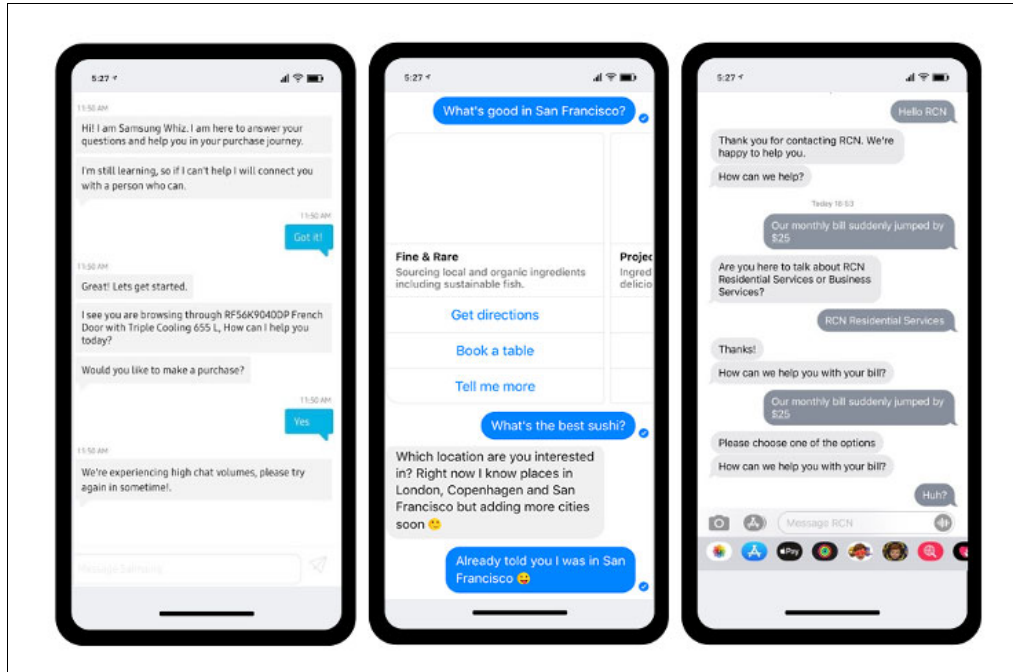 5:27
11:50 AM
Hi! I am Samsung Whiz. I am here to answer your
questions and help you in your purchase journey.
I'm still learning, so if I can't help I will connect you
with a person who can.
11:50 AM
Got it!
11:50 AM
Great! Lets get started.
I see you are browsing through RF56K9040DP French
Door with Triple Cooling 655 L, How can I help you
today?
Would you like to make a purchase?
11:50 AM
Yes
11:50 AM
We're experiencing high chat volumes, please try
again in sometime!.
Message Samsung
5:27
What's good in San Francisco?
Fine & Rare
Sourcing local and organic ingredients
including sustainable fish.
Projec
Ingred
delicio
Get directions
Book a table
Tell me more
What's the best sushi?
Which location are you interested
in? Right now I know places in
London, Copenhagen and San
Francisco but adding more cities
soon 🙂
Already told you I was in San
Francisco 😜
5:27
Hello RCN
Thank you for contacting RCN. We're
happy to help you.
How can we help?
Today 16:53
Our monthly bill suddenly jumped by
$25
Are you here to talk about RCN
Residential Services or Business
Services?
RCN Residential Services
Thanks!
How can we help you with your bill?
Our monthly bill suddenly jumped by
$25
Please choose one of the options
How can we help you with your bill?
Huh?
Message RCN
Pay